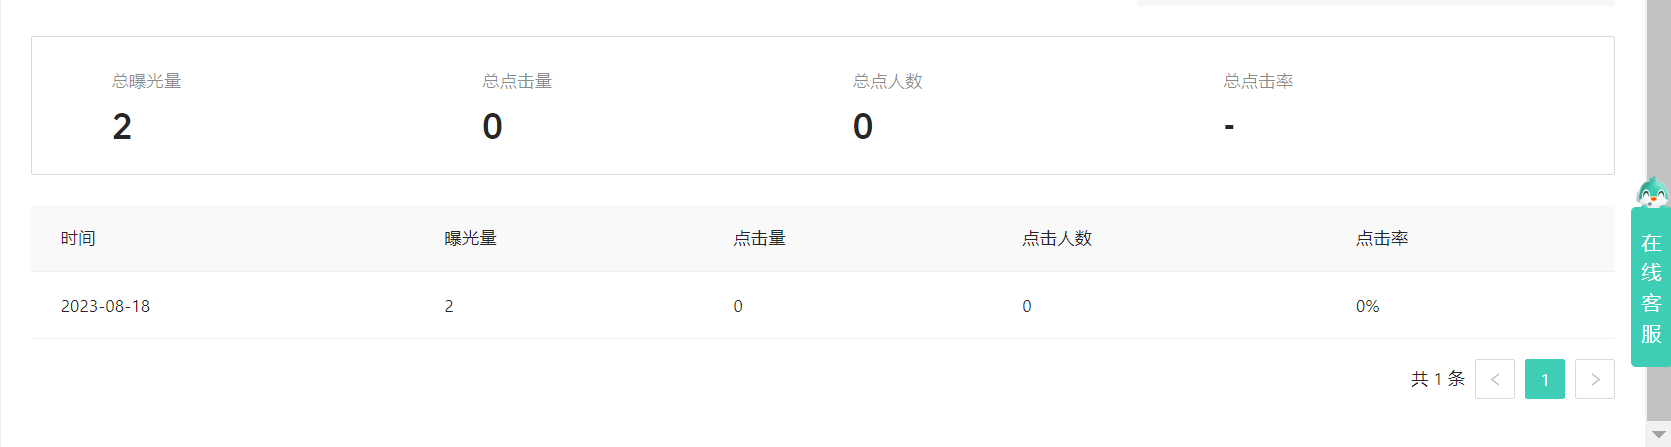 总曝光量 总点击量 总点人数 总点击率
2 0 0 -
时间 曝光量 点击量 点击人数 点击率
2023-08-18 2 0 0 0%
共 1 条 < 1 >
在线客服